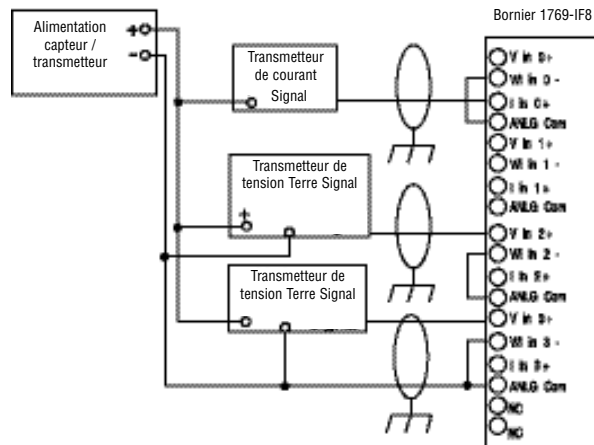 Alimentation
capteur /
transmetteur
+
-
Transmetteur
de courant
Signal
Transmetteur de
tension Terre Signal
+
Transmetteur de
tension Terre Signal
Bornier 1769-IF8
V in 0+
V/I in 0 -
I in 0+
ANLG Com
V in 1+
V/I in 1 -
I in 1+
ANLG Com
V in 2+
V/I in 2 -
I in 2+
ANLG Com
V in 3+
V/I in 3 -
I in 3+
ANLG Com
NC
NC